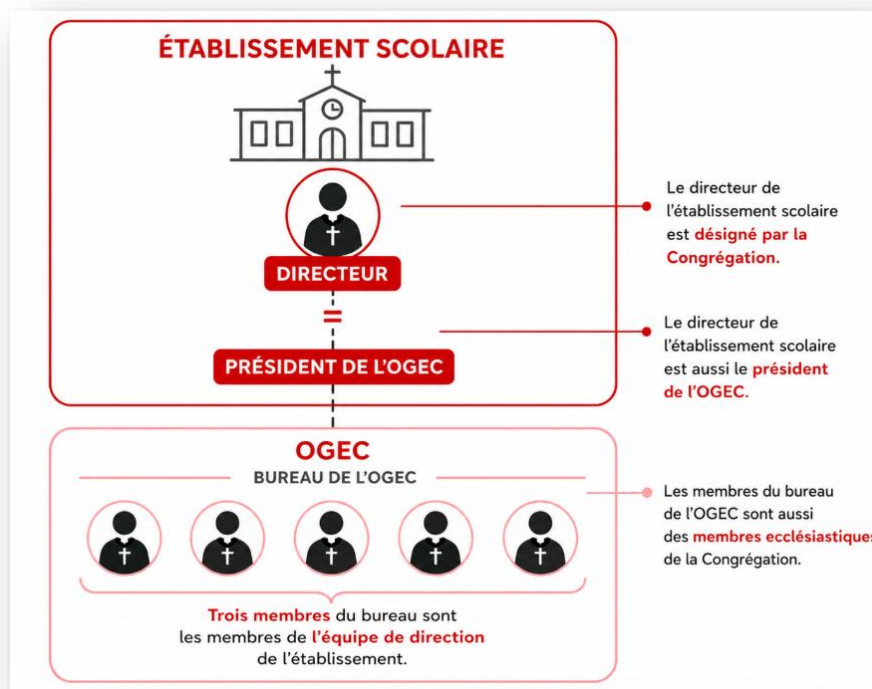 ÉTABLISSEMENT SCOLAIRE
DIRECTEUR
=
PRÉSIDENT DE L'OGEC
Le directeur de
l'établissement scolaire
est désigné par la
Congrégation.
Le directeur de
l'établissement scolaire
est aussi le président
de l'OGEC.
OGEC
BUREAU DE L'OGEC
Les membres du bureau
de l'OGEC sont aussi
des membres ecclésiastiques
de la Congrégation.
Trois membres du bureau sont
les membres de l'équipe de direction
de l'établissement.